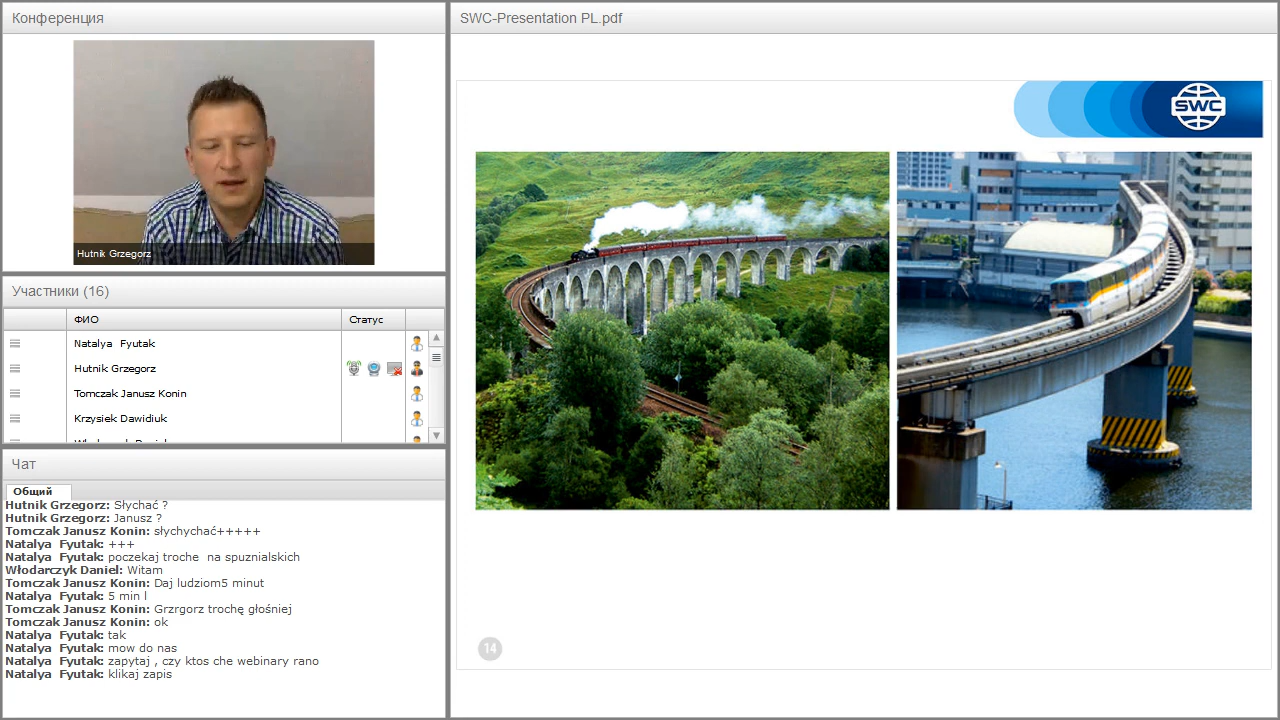 Конференция
Hutnik Grzegorz
Участники (16)
ФИО
Статус
Natalya Fyutak
Hutnik Grzegorz
Tomczak Janusz Konin
Krzysiek Dawidiuk
Чат
Общий
Hutnik Grzegorz: Słychać ?
Hutnik Grzegorz: Janusz ?
Tomczak Janusz Konin: słychychać+++++
Natalya Fyutak: +++
Natalya Fyutak: poczekaj troche na spuznialskich
Włodarczyk Daniel: Witam
Tomczak Janusz Konin: Daj ludziom5 minut
Natalya Fyutak: 5 min l
Tomczak Janusz Konin: Grzrgorz trochę głośniej
Tomczak Janusz Konin: ok
Natalya Fyutak: tak
Natalya Fyutak: mow do nas
Natalya Fyutak: zapytaj , czy ktos che webinary rano
Natalya Fyutak: klikaj zapis
SWC-Presentation PL.pdf
SWC
14